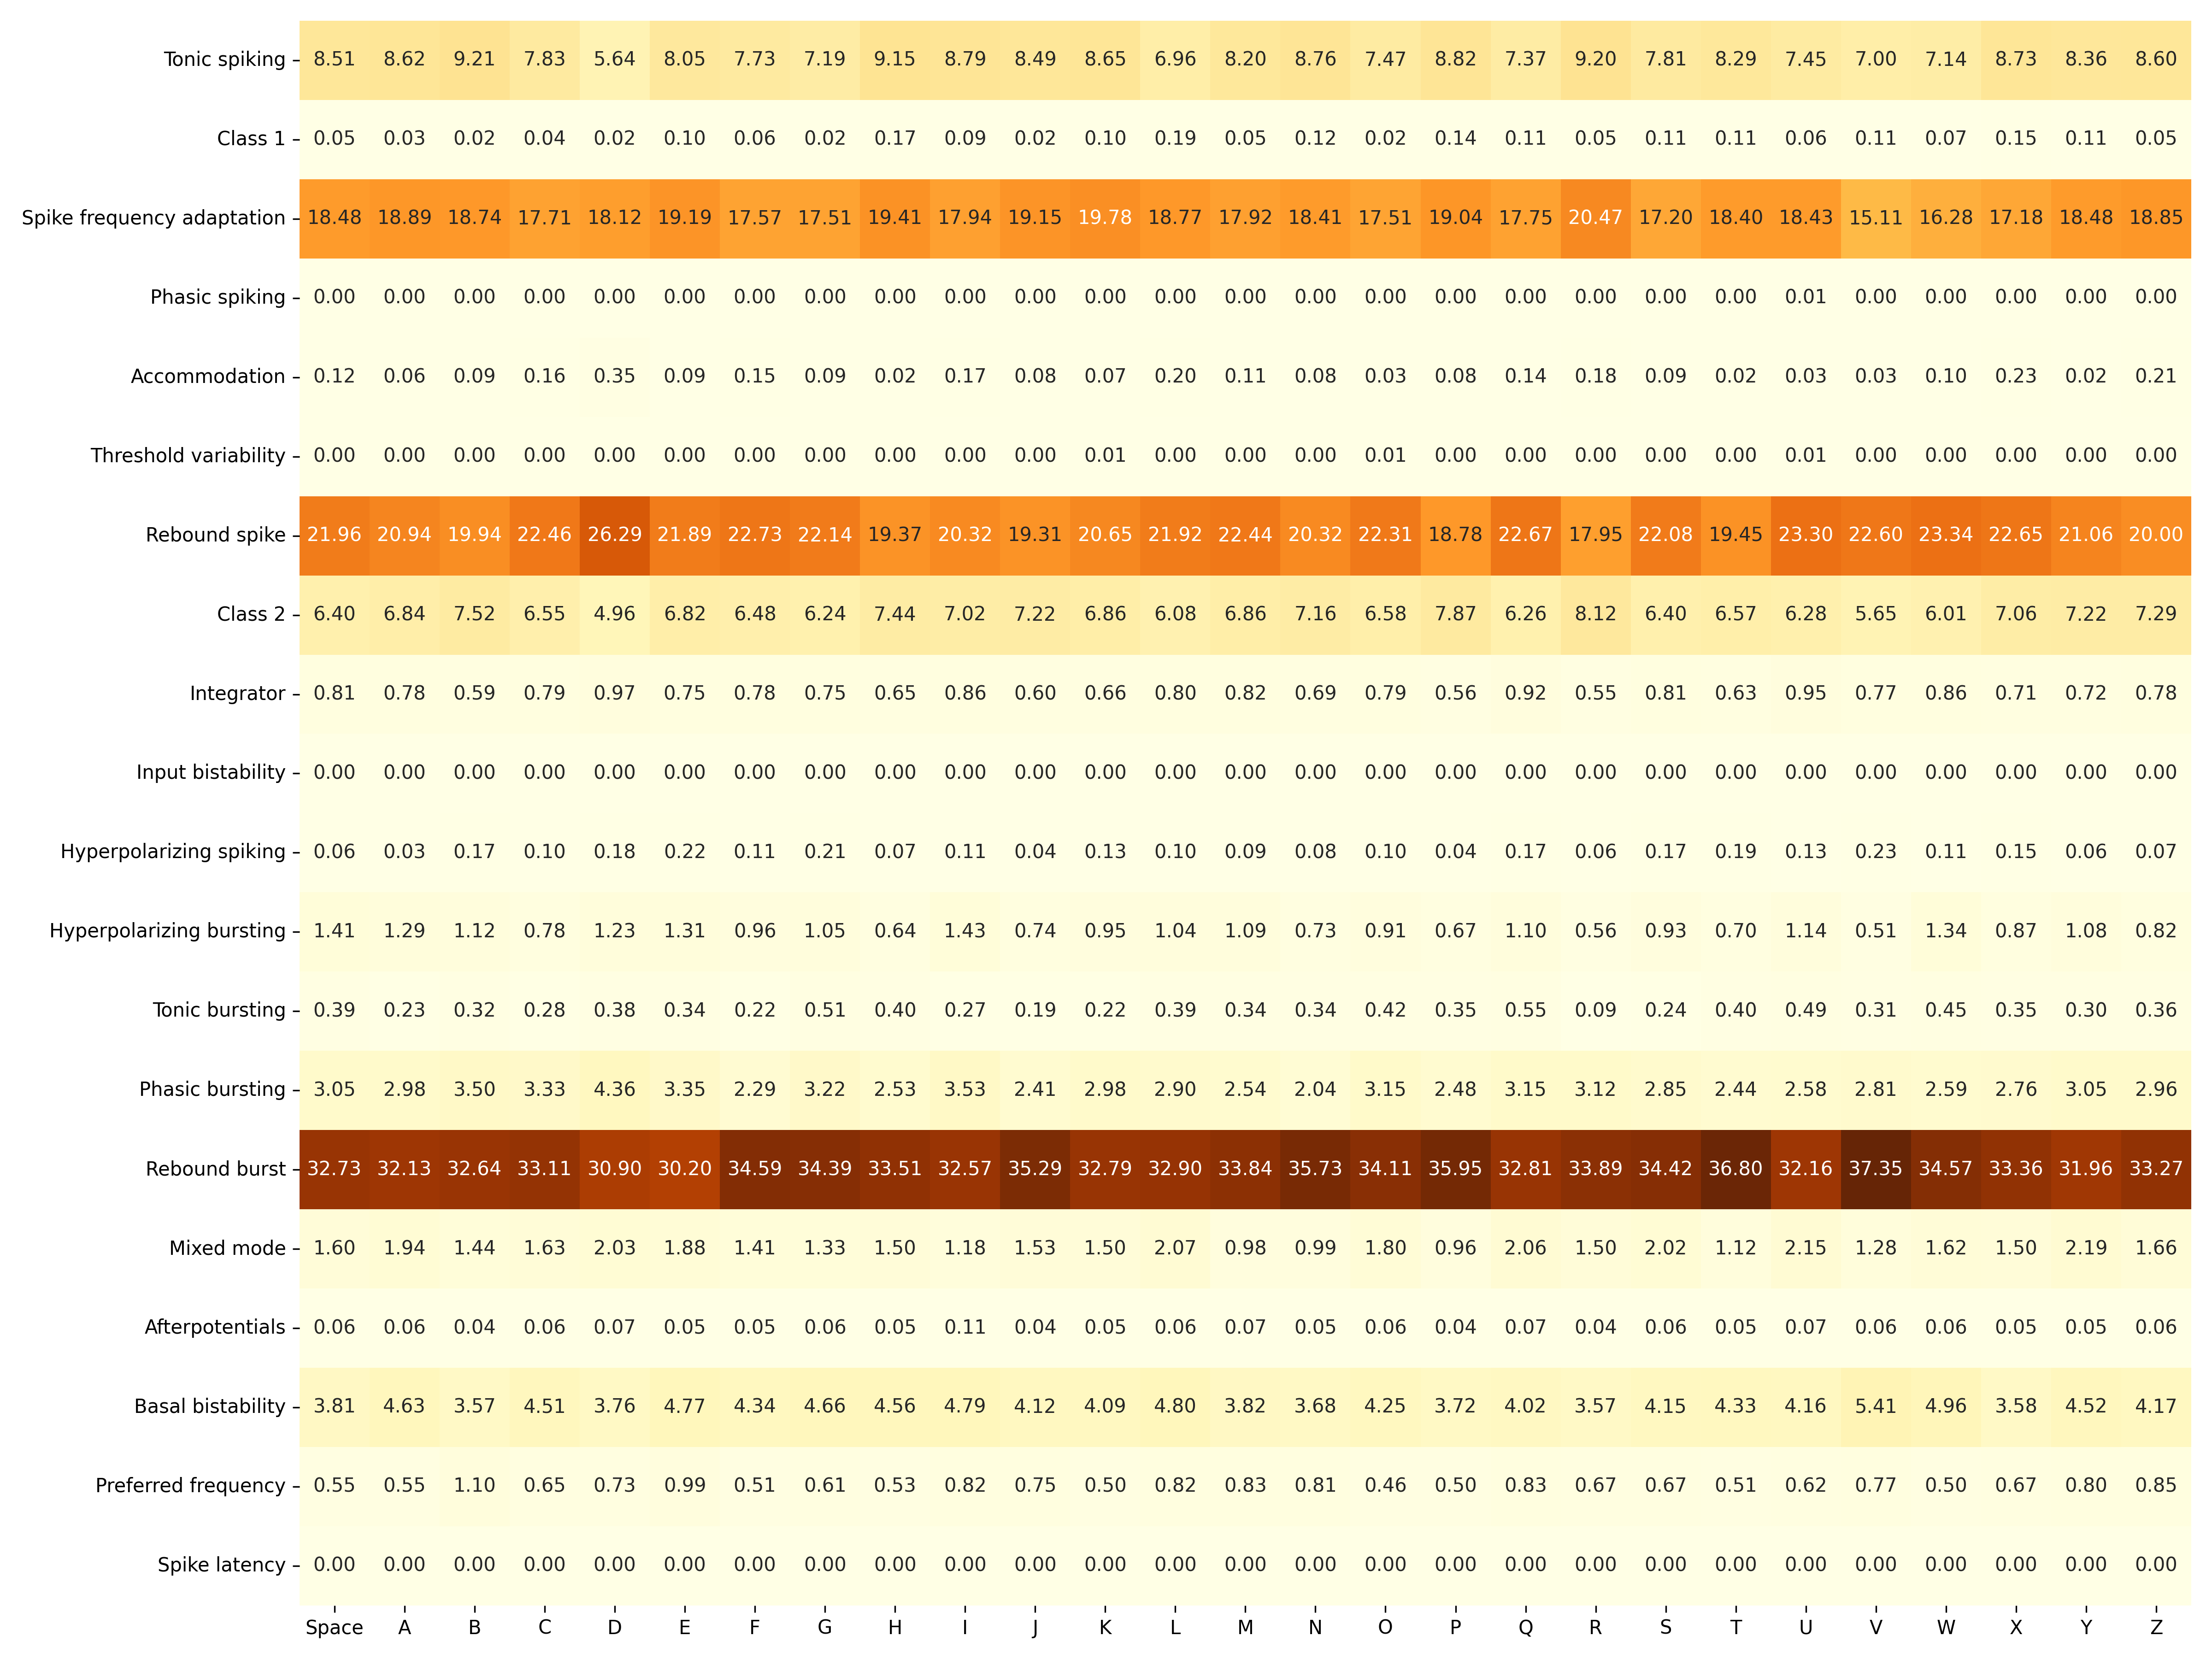 Tonic spiking 8.51 8.62 9.21 7.83 5.64 8.05 7.73 7.19 9.15 8.79 8.49 8.65 6.96 8.20 8.76 7.47 8.82 7.37 9.20 7.81 8.29 7.45 7.00 7.14 8.73 8.36 8.60
Class 1 0.05 0.03 0.02 0.04 0.02 0.10 0.06 0.02 0.17 0.09 0.02 0.10 0.19 0.05 0.12 0.02 0.14 0.11 0.05 0.11 0.11 0.06 0.11 0.07 0.15 0.11 0.05
Spike frequency adaptation 18.48 18.89 18.74 17.71 18.12 19.19 17.57 17.51 19.41 17.94 19.15 19.78 18.77 17.92 18.41 17.51 19.04 17.75 20.47 17.20 18.40 18.43 15.11 16.28 17.18 18.48 18.85
Phasic spiking 0.00 0.00 0.00 0.00 0.00 0.00 0.00 0.00 0.00 0.00 0.00 0.00 0.00 0.00 0.00 0.00 0.00 0.00 0.00 0.00 0.00 0.01 0.00 0.00 0.00 0.00 0.00
Accommodation 0.12 0.06 0.09 0.16 0.35 0.09 0.15 0.09 0.02 0.17 0.08 0.07 0.20 0.11 0.08 0.03 0.08 0.14 0.18 0.09 0.02 0.03 0.03 0.10 0.23 0.02 0.21
Threshold variability 0.00 0.00 0.00 0.00 0.00 0.00 0.00 0.00 0.00 0.00 0.00 0.01 0.00 0.00 0.00 0.01 0.00 0.00 0.00 0.00 0.00 0.01 0.00 0.00 0.00 0.00 0.00
Rebound spike 21.96 20.94 19.94 22.46 26.29 21.89 22.73 22.14 19.37 20.32 19.31 20.65 21.92 22.44 20.32 22.31 18.78 22.67 17.95 22.08 19.45 23.30 22.60 23.34 22.65 21.06 20.00
Class 2 6.40 6.84 7.52 6.55 4.96 6.82 6.48 6.24 7.44 7.02 7.22 6.86 6.08 6.86 7.16 6.58 7.87 6.26 8.12 6.40 6.57 6.28 5.65 6.01 7.06 7.22 7.29
Integrator 0.81 0.78 0.59 0.79 0.97 0.75 0.78 0.75 0.65 0.86 0.60 0.66 0.80 0.82 0.69 0.79 0.56 0.92 0.55 0.81 0.63 0.95 0.77 0.86 0.71 0.72 0.78
Input bistability 0.00 0.00 0.00 0.00 0.00 0.00 0.00 0.00 0.00 0.00 0.00 0.00 0.00 0.00 0.00 0.00 0.00 0.00 0.00 0.00 0.00 0.00 0.00 0.00 0.00 0.00 0.00
Hyperpolarizing spiking 0.06 0.03 0.17 0.10 0.18 0.22 0.11 0.21 0.07 0.11 0.04 0.13 0.10 0.09 0.08 0.10 0.04 0.17 0.06 0.17 0.19 0.13 0.23 0.11 0.15 0.06 0.07
Hyperpolarizing bursting 1.41 1.29 1.12 0.78 1.23 1.31 0.96 1.05 0.64 1.43 0.74 0.95 1.04 1.09 0.73 0.91 0.67 1.10 0.56 0.93 0.70 1.14 0.51 1.34 0.87 1.08 0.82
Tonic bursting 0.39 0.23 0.32 0.28 0.38 0.34 0.22 0.51 0.40 0.27 0.19 0.22 0.39 0.34 0.34 0.42 0.35 0.55 0.09 0.24 0.40 0.49 0.31 0.45 0.35 0.30 0.36
Phasic bursting 3.05 2.98 3.50 3.33 4.36 3.35 2.29 3.22 2.53 3.53 2.41 2.98 2.90 2.54 2.04 3.15 2.48 3.15 3.12 2.85 2.44 2.58 2.81 2.59 2.76 3.05 2.96
Rebound burst 32.73 32.13 32.64 33.11 30.90 30.20 34.59 34.39 33.51 32.57 35.29 32.79 32.90 33.84 35.73 34.11 35.95 32.81 33.89 34.42 36.80 32.16 37.35 34.57 33.36 31.96 33.27
Mixed mode 1.60 1.94 1.44 1.63 2.03 1.88 1.41 1.33 1.50 1.18 1.53 1.50 2.07 0.98 0.99 1.80 0.96 2.06 1.50 2.02 1.12 2.15 1.28 1.62 1.50 2.19 1.66
Afterpotentials 0.06 0.06 0.04 0.06 0.07 0.05 0.05 0.06 0.05 0.11 0.04 0.05 0.06 0.07 0.05 0.06 0.04 0.07 0.04 0.06 0.05 0.07 0.06 0.06 0.05 0.05 0.06
Basal bistability 3.81 4.63 3.57 4.51 3.76 4.77 4.34 4.66 4.56 4.79 4.12 4.09 4.80 3.82 3.68 4.25 3.72 4.02 3.57 4.15 4.33 4.16 5.41 4.96 3.58 4.52 4.17
Preferred frequency 0.55 0.55 1.10 0.65 0.73 0.99 0.51 0.61 0.53 0.82 0.75 0.50 0.82 0.83 0.81 0.46 0.50 0.83 0.67 0.67 0.51 0.62 0.77 0.50 0.67 0.80 0.85
Spike latency 0.00 0.00 0.00 0.00 0.00 0.00 0.00 0.00 0.00 0.00 0.00 0.00 0.00 0.00 0.00 0.00 0.00 0.00 0.00 0.00 0.00 0.00 0.00 0.00 0.00 0.00 0.00
Space A B C D E F G H I J K L M N O P Q R S T U V W X Y Z